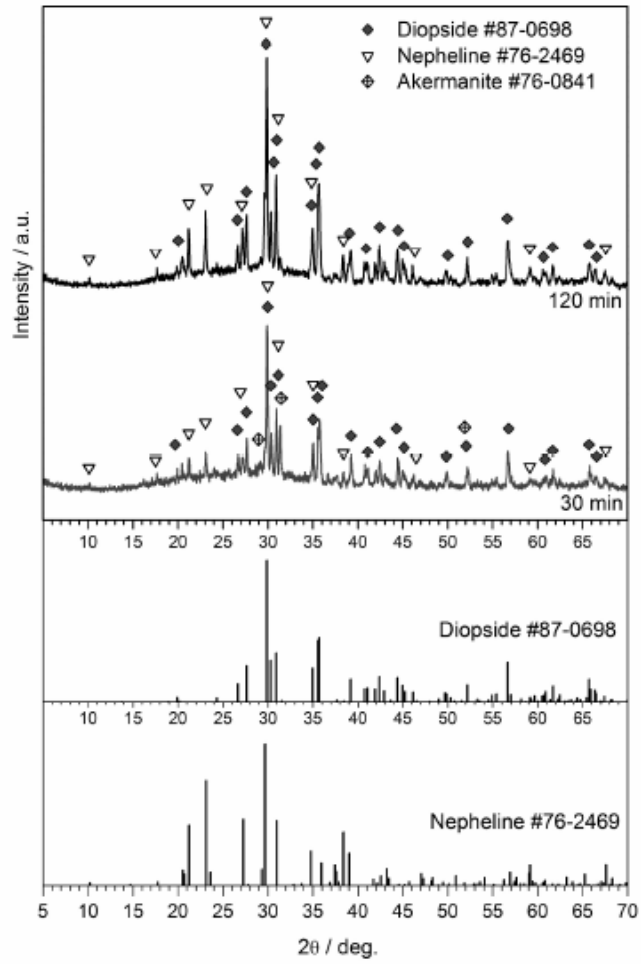 Diopside #87-0698
Nepheline #76-2469
Akermanite #76-0841
Intensity / a.u.
120 min
30 min
10 15 20 25 30 35 40 45 50 55 60 65
Diopside #87-0698
10 15 20 25 30 35 40 45 50 55 60 65
Nepheline #76-2469
5 10 15 20 25 30 35 40 45 50 55 60 65 70
2θ / deg.